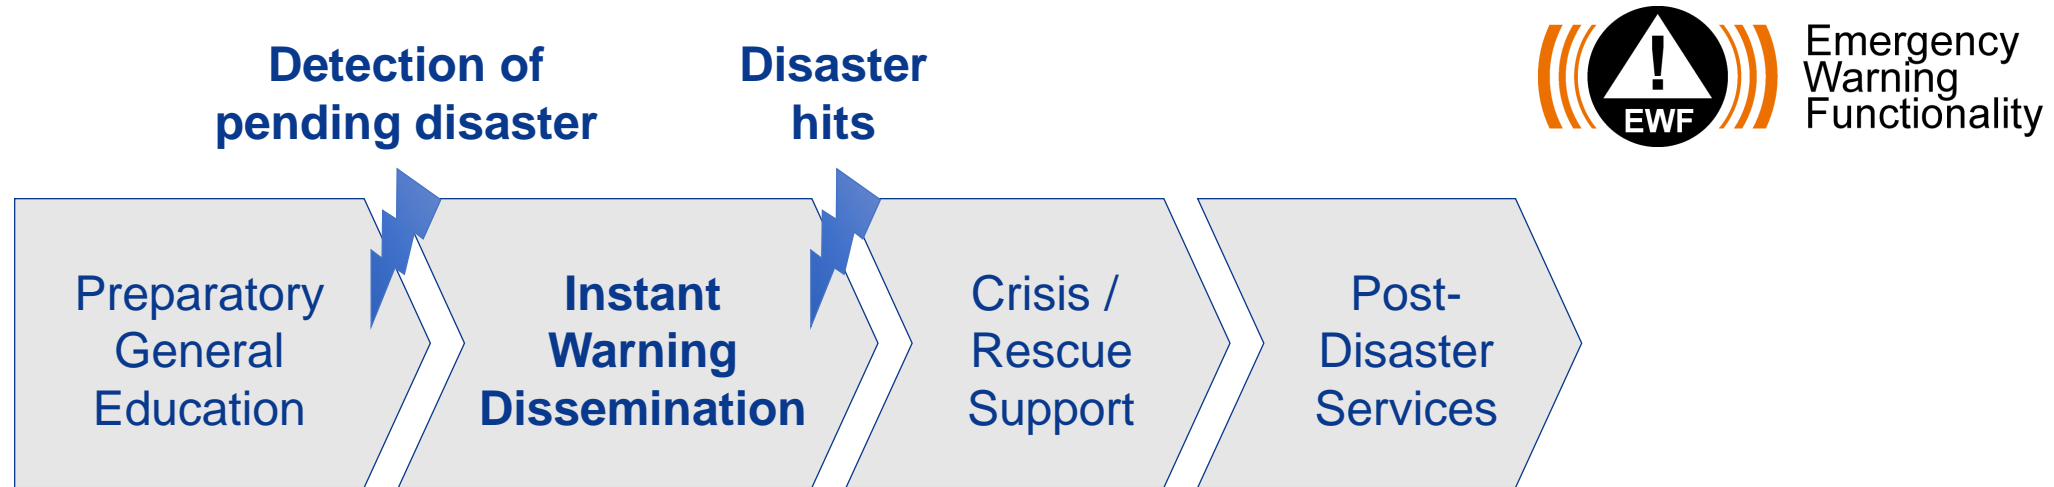 Detection of
pending disaster
Disaster
hits
!
EWF
Emergency
Warning
Functionality
Preparatory
General
Education
Instant
Warning
Dissemination
Crisis /
Rescue
Support
Post-
Disaster
Services